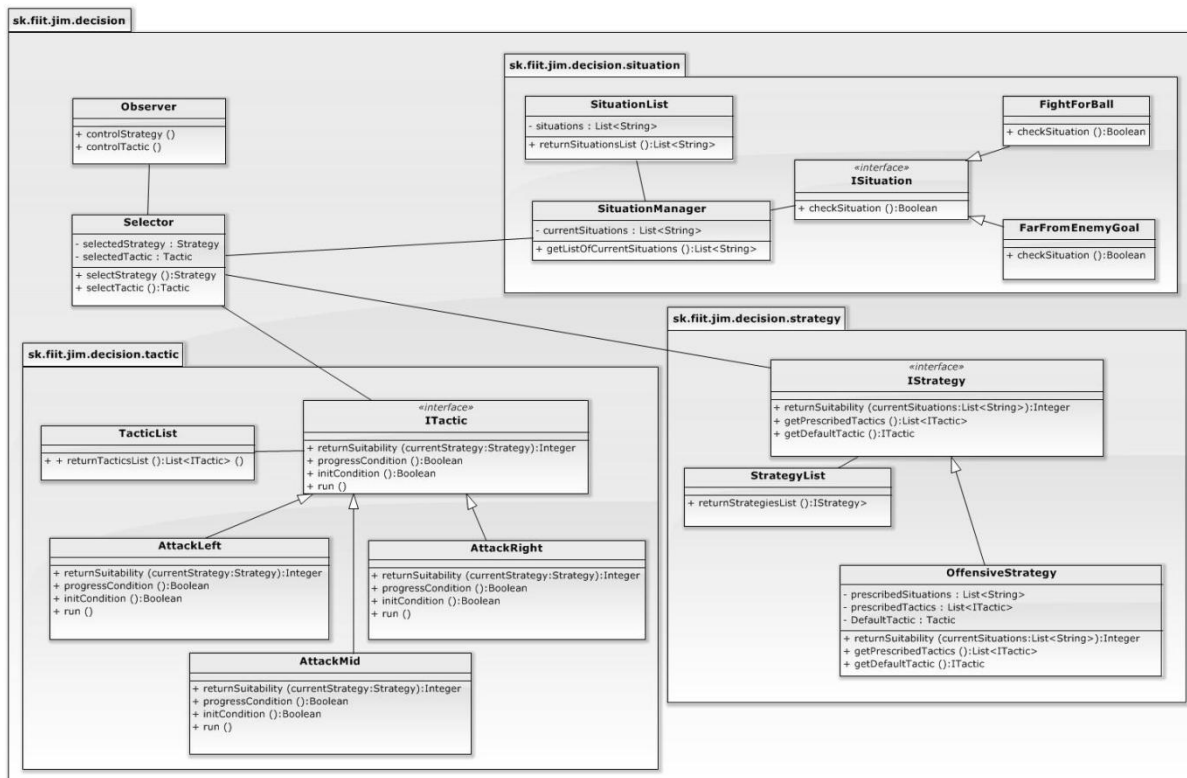 sk.fiit.jim.decision
Observer
+ controlStrategy ()
+ controlTactic ()
Selector
- selectedStrategy : Strategy
- selectedTactic : Tactic
+ selectStrategy ():Strategy
+ selectTactic ():Tactic
sk.fiit.jim.decision.situation
SituationList
- situations : List<String>
+ returnSituationsList ():List<String>
SituationManager
- currentSituations : List<String>
+ getListOfCurrentSituations ():List<String>
«interface»
ISituation
+ checkSituation ():Boolean
FightForBall
+ checkSituation ():Boolean
FarFromEnemyGoal
+ checkSituation ():Boolean
sk.fiit.jim.decision.tactic
TacticList
+ + returnTacticsList ():List<ITactic> ()
«interface»
ITactic
+ returnSuitability (currentStrategy:Strategy):Integer
+ progressCondition ():Boolean
+ initCondition ():Boolean
+ run ()
AttackLeft
+ returnSuitability (currentStrategy:Strategy):Integer
+ progressCondition ():Boolean
+ initCondition ():Boolean
+ run ()
AttackRight
+ returnSuitability (currentStrategy:Strategy):Integer
+ progressCondition ():Boolean
+ initCondition ():Boolean
+ run ()
AttackMid
+ returnSuitability (currentStrategy:Strategy):Integer
+ progressCondition ():Boolean
+ initCondition ():Boolean
+ run ()
sk.fiit.jim.decision.strategy
«interface»
IStrategy
+ returnSuitability (currentSituations:List<String>):Integer
+ getPrescribedTactics ():List<ITactic>
+ getDefaultTactic ():ITactic
StrategyList
+ returnStrategiesList ():IStrategy>
OffensiveStrategy
- prescribedSituations : List<String>
- prescribedTactics : List<ITactic>
- DefaultTactic : Tactic
+ returnSuitability (currentSituations:List<String>):Integer
+ getPrescribedTactics ():List<ITactic>
+ getDefaultTactic ():ITactic